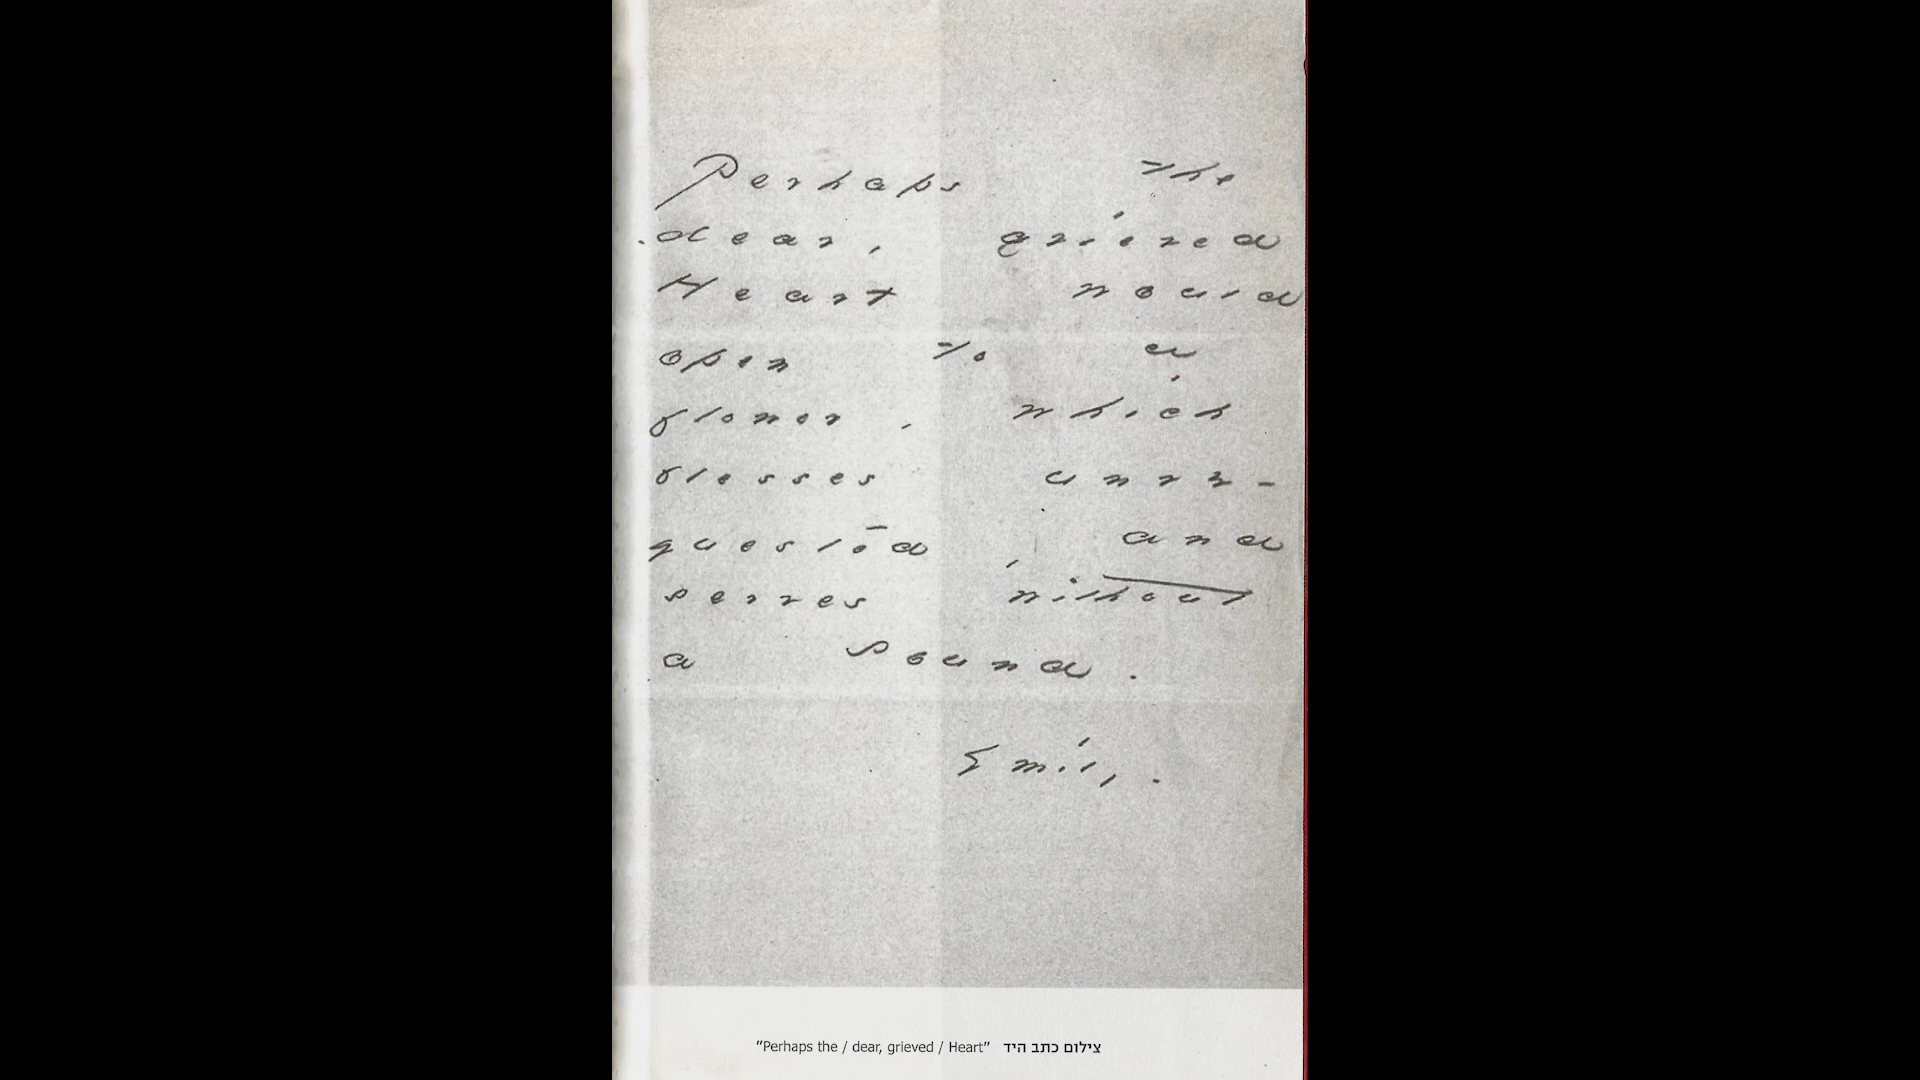 Perhaps the
dear, grieved
Heart would
open to a
flower, which
blesses unre-
quested, and
serves without
a Sound.
Emily.
"Perhaps the / dear, grieved / Heart" צילום כתב היד